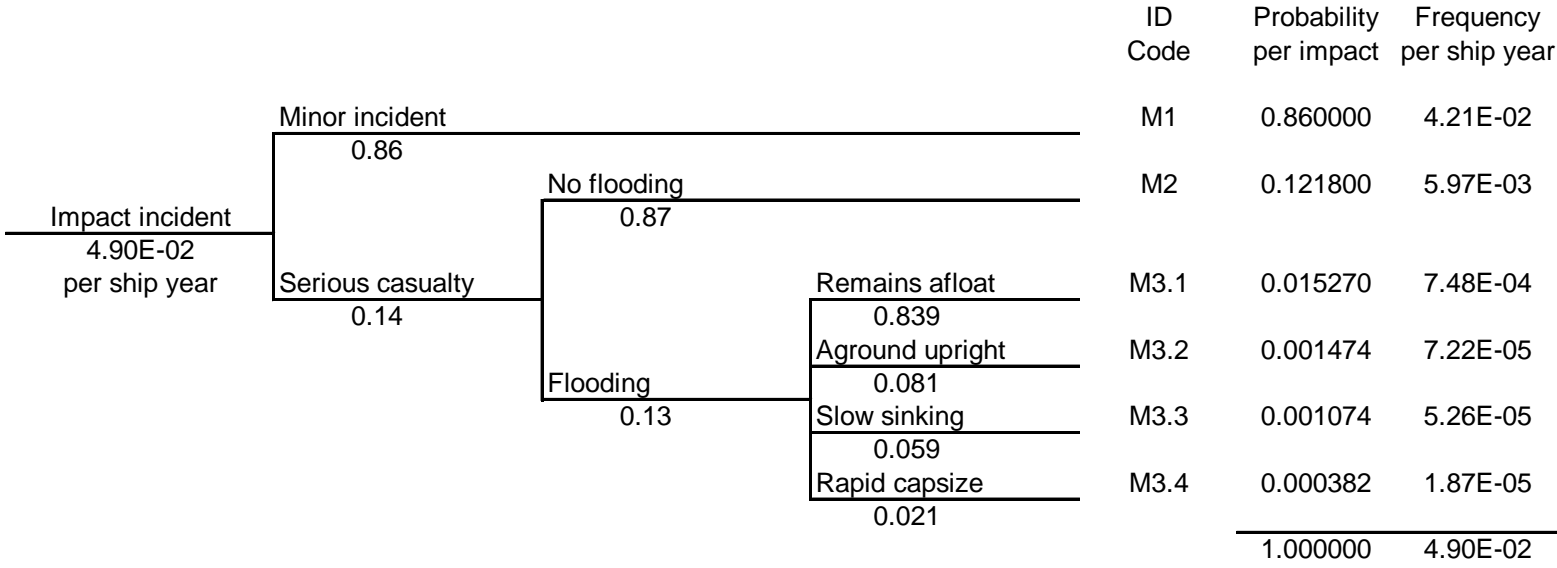 ID Probability Frequency
Code per impact per ship year
Minor incident M1 0.860000 4.21E-02
0.86
No flooding M2 0.121800 5.97E-03
Impact incident 0.87
4.90E-02
per ship year Serious casualty Remains afloat M3.1 0.015270 7.48E-04
0.14 0.839
Aground upright M3.2 0.001474 7.22E-05
Flooding 0.081
0.13 Slow sinking M3.3 0.001074 5.26E-05
0.059
Rapid capsize M3.4 0.000382 1.87E-05
0.021
1.000000 4.90E-02